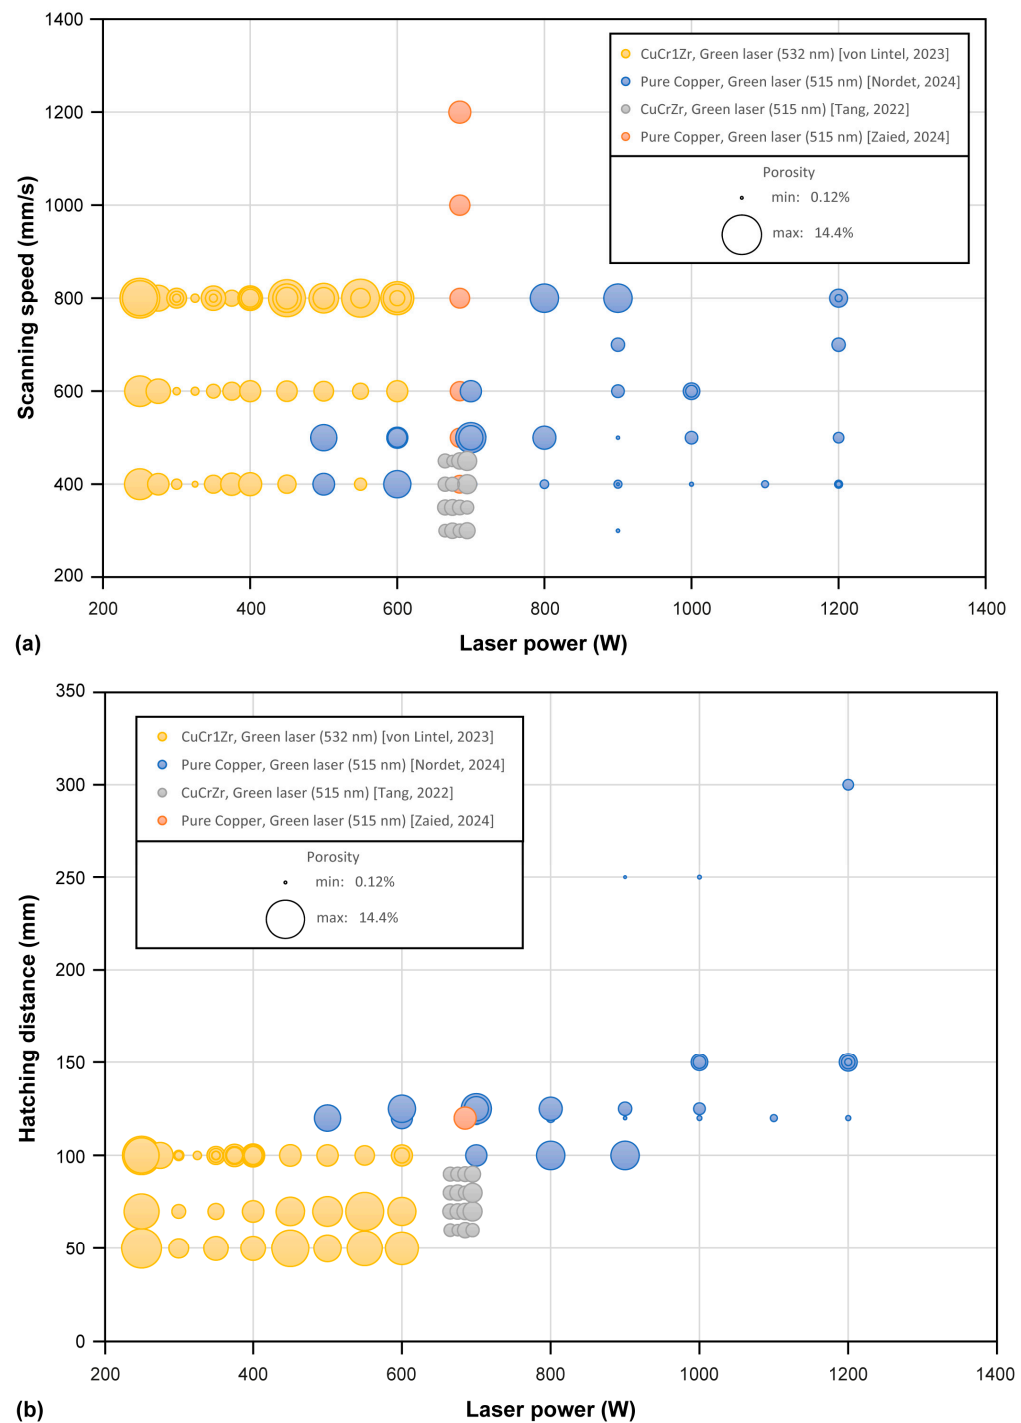 1400
1200
1000
800
600
400
200
Scanning speed (mm/s)
CuCr1Zr, Green laser (532 nm) [von Lintel, 2023]
Pure Copper, Green laser (515 nm) [Nordet, 2024]
CuCrZr, Green laser (515 nm) [Tang, 2022]
Pure Copper, Green laser (515 nm) [Zaied, 2024]
Porosity
min: 0.12%
max: 14.4%
200 400 600 800 1000 1200 1400
(a) Laser power (W)
350
300
250
200
150
100
50
0
Hatching distance (mm)
CuCr1Zr, Green laser (532 nm) [von Lintel, 2023]
Pure Copper, Green laser (515 nm) [Nordet, 2024]
CuCrZr, Green laser (515 nm) [Tang, 2022]
Pure Copper, Green laser (515 nm) [Zaied, 2024]
Porosity
min: 0.12%
max: 14.4%
200 400 600 800 1000 1200 1400
(b) Laser power (W)